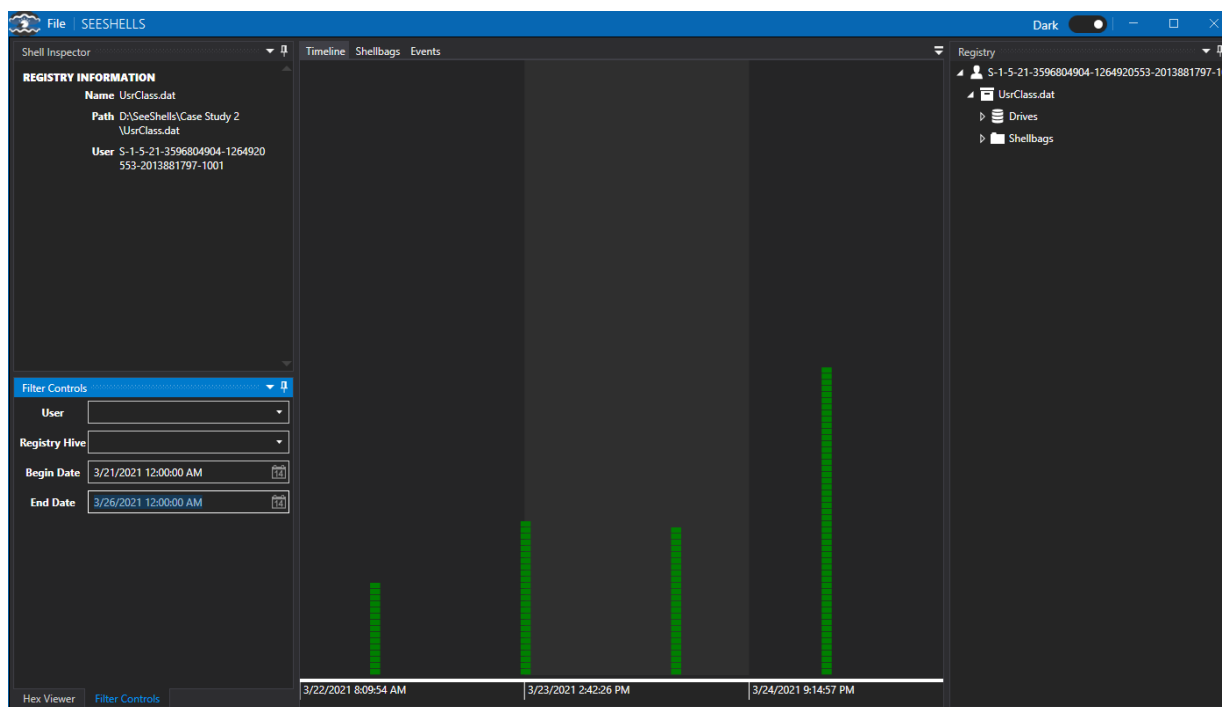 File SEESHELLS
Dark
Shell Inspector
REGISTRY INFORMATION
Name UsrClass.dat
Path D:\SeeShells\Case Study 2
\UsrClass.dat
User S-1-5-21-3596804904-1264920
553-2013881797-1001
Filter Controls
User
Registry Hive
Begin Date 3/21/2021 12:00:00 AM 14
End Date 3/26/2021 12:00:00 AM 14
Hex Viewer Filter Controls
Timeline Shellbags Events
3/22/2021 8:09:54 AM 3/23/2021 2:42:26 PM 3/24/2021 9:14:57 PM
Registry
S-1-5-21-3596804904-1264920553-2013881797-1
UsrClass.dat
Drives
Shellbags